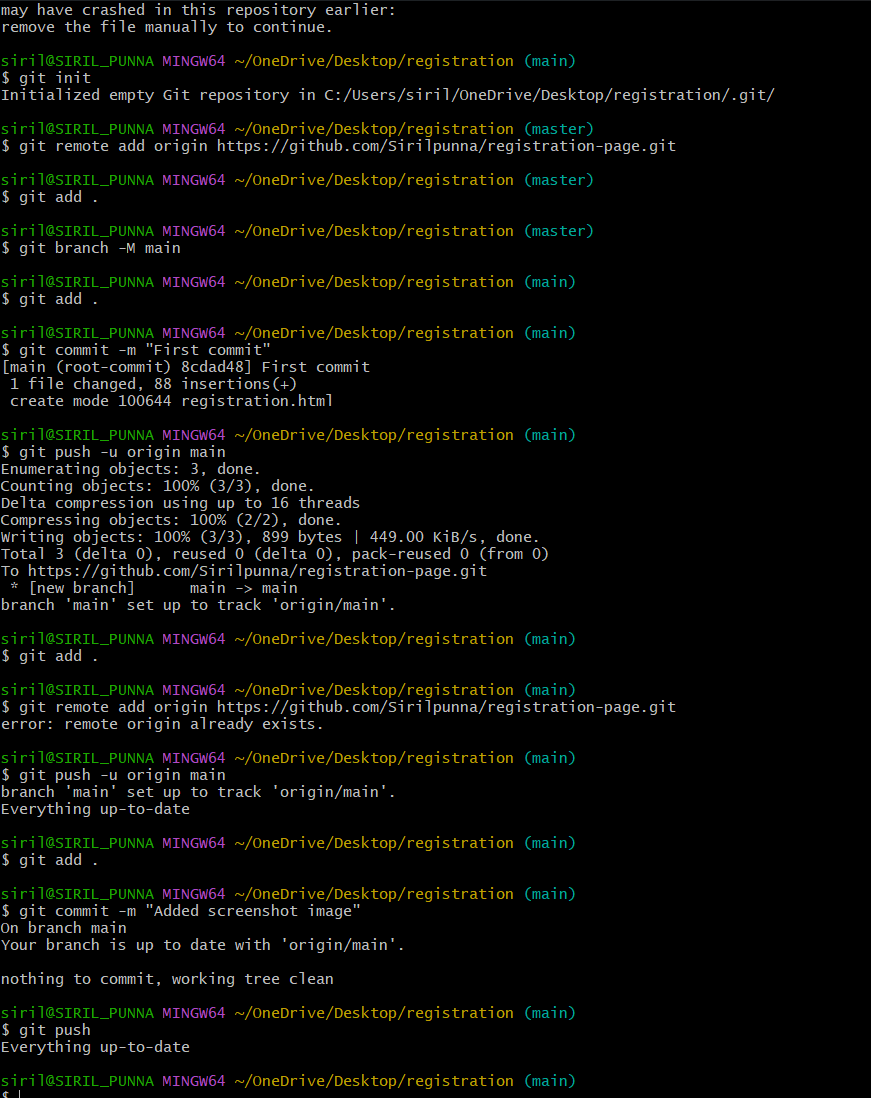 may have crashed in this repository earlier:
remove the file manually to continue.
siril@SIRIL_PUNNA MINGW64 ~/OneDrive/Desktop/registration (main)
$ git init
Initialized empty Git repository in C:/Users/siril/OneDrive/Desktop/registration/.git/
siril@SIRIL_PUNNA MINGW64 ~/OneDrive/Desktop/registration (master)
$ git remote add origin https://github.com/Sirilpunna/registration-page.git
siril@SIRIL_PUNNA MINGW64 ~/OneDrive/Desktop/registration (master)
$ git add .
siril@SIRIL_PUNNA MINGW64 ~/OneDrive/Desktop/registration (master)
$ git branch -M main
siril@SIRIL_PUNNA MINGW64 ~/OneDrive/Desktop/registration (main)
$ git add .
siril@SIRIL_PUNNA MINGW64 ~/OneDrive/Desktop/registration (main)
$ git commit -m "First commit"
[main (root-commit) 8cdad48] First commit
 1 file changed, 88 insertions(+)
 create mode 100644 registration.html
siril@SIRIL_PUNNA MINGW64 ~/OneDrive/Desktop/registration (main)
$ git push -u origin main
Enumerating objects: 3, done.
Counting objects: 100% (3/3), done.
Delta compression using up to 16 threads
Compressing objects: 100% (2/2), done.
Writing objects: 100% (3/3), 899 bytes | 449.00 KiB/s, done.
Total 3 (delta 0), reused 0 (delta 0), pack-reused 0 (from 0)
To https://github.com/Sirilpunna/registration-page.git
 * [new branch]      main -> main
branch 'main' set up to track 'origin/main'.
siril@SIRIL_PUNNA MINGW64 ~/OneDrive/Desktop/registration (main)
$ git add .
siril@SIRIL_PUNNA MINGW64 ~/OneDrive/Desktop/registration (main)
$ git remote add origin https://github.com/Sirilpunna/registration-page.git
error: remote origin already exists.
siril@SIRIL_PUNNA MINGW64 ~/OneDrive/Desktop/registration (main)
$ git push -u origin main
branch 'main' set up to track 'origin/main'.
Everything up-to-date
siril@SIRIL_PUNNA MINGW64 ~/OneDrive/Desktop/registration (main)
$ git add .
siril@SIRIL_PUNNA MINGW64 ~/OneDrive/Desktop/registration (main)
$ git commit -m "Added screenshot image"
On branch main
Your branch is up to date with 'origin/main'.
nothing to commit, working tree clean
siril@SIRIL_PUNNA MINGW64 ~/OneDrive/Desktop/registration (main)
$ git push
Everything up-to-date
siril@SIRIL_PUNNA MINGW64 ~/OneDrive/Desktop/registration (main)
$